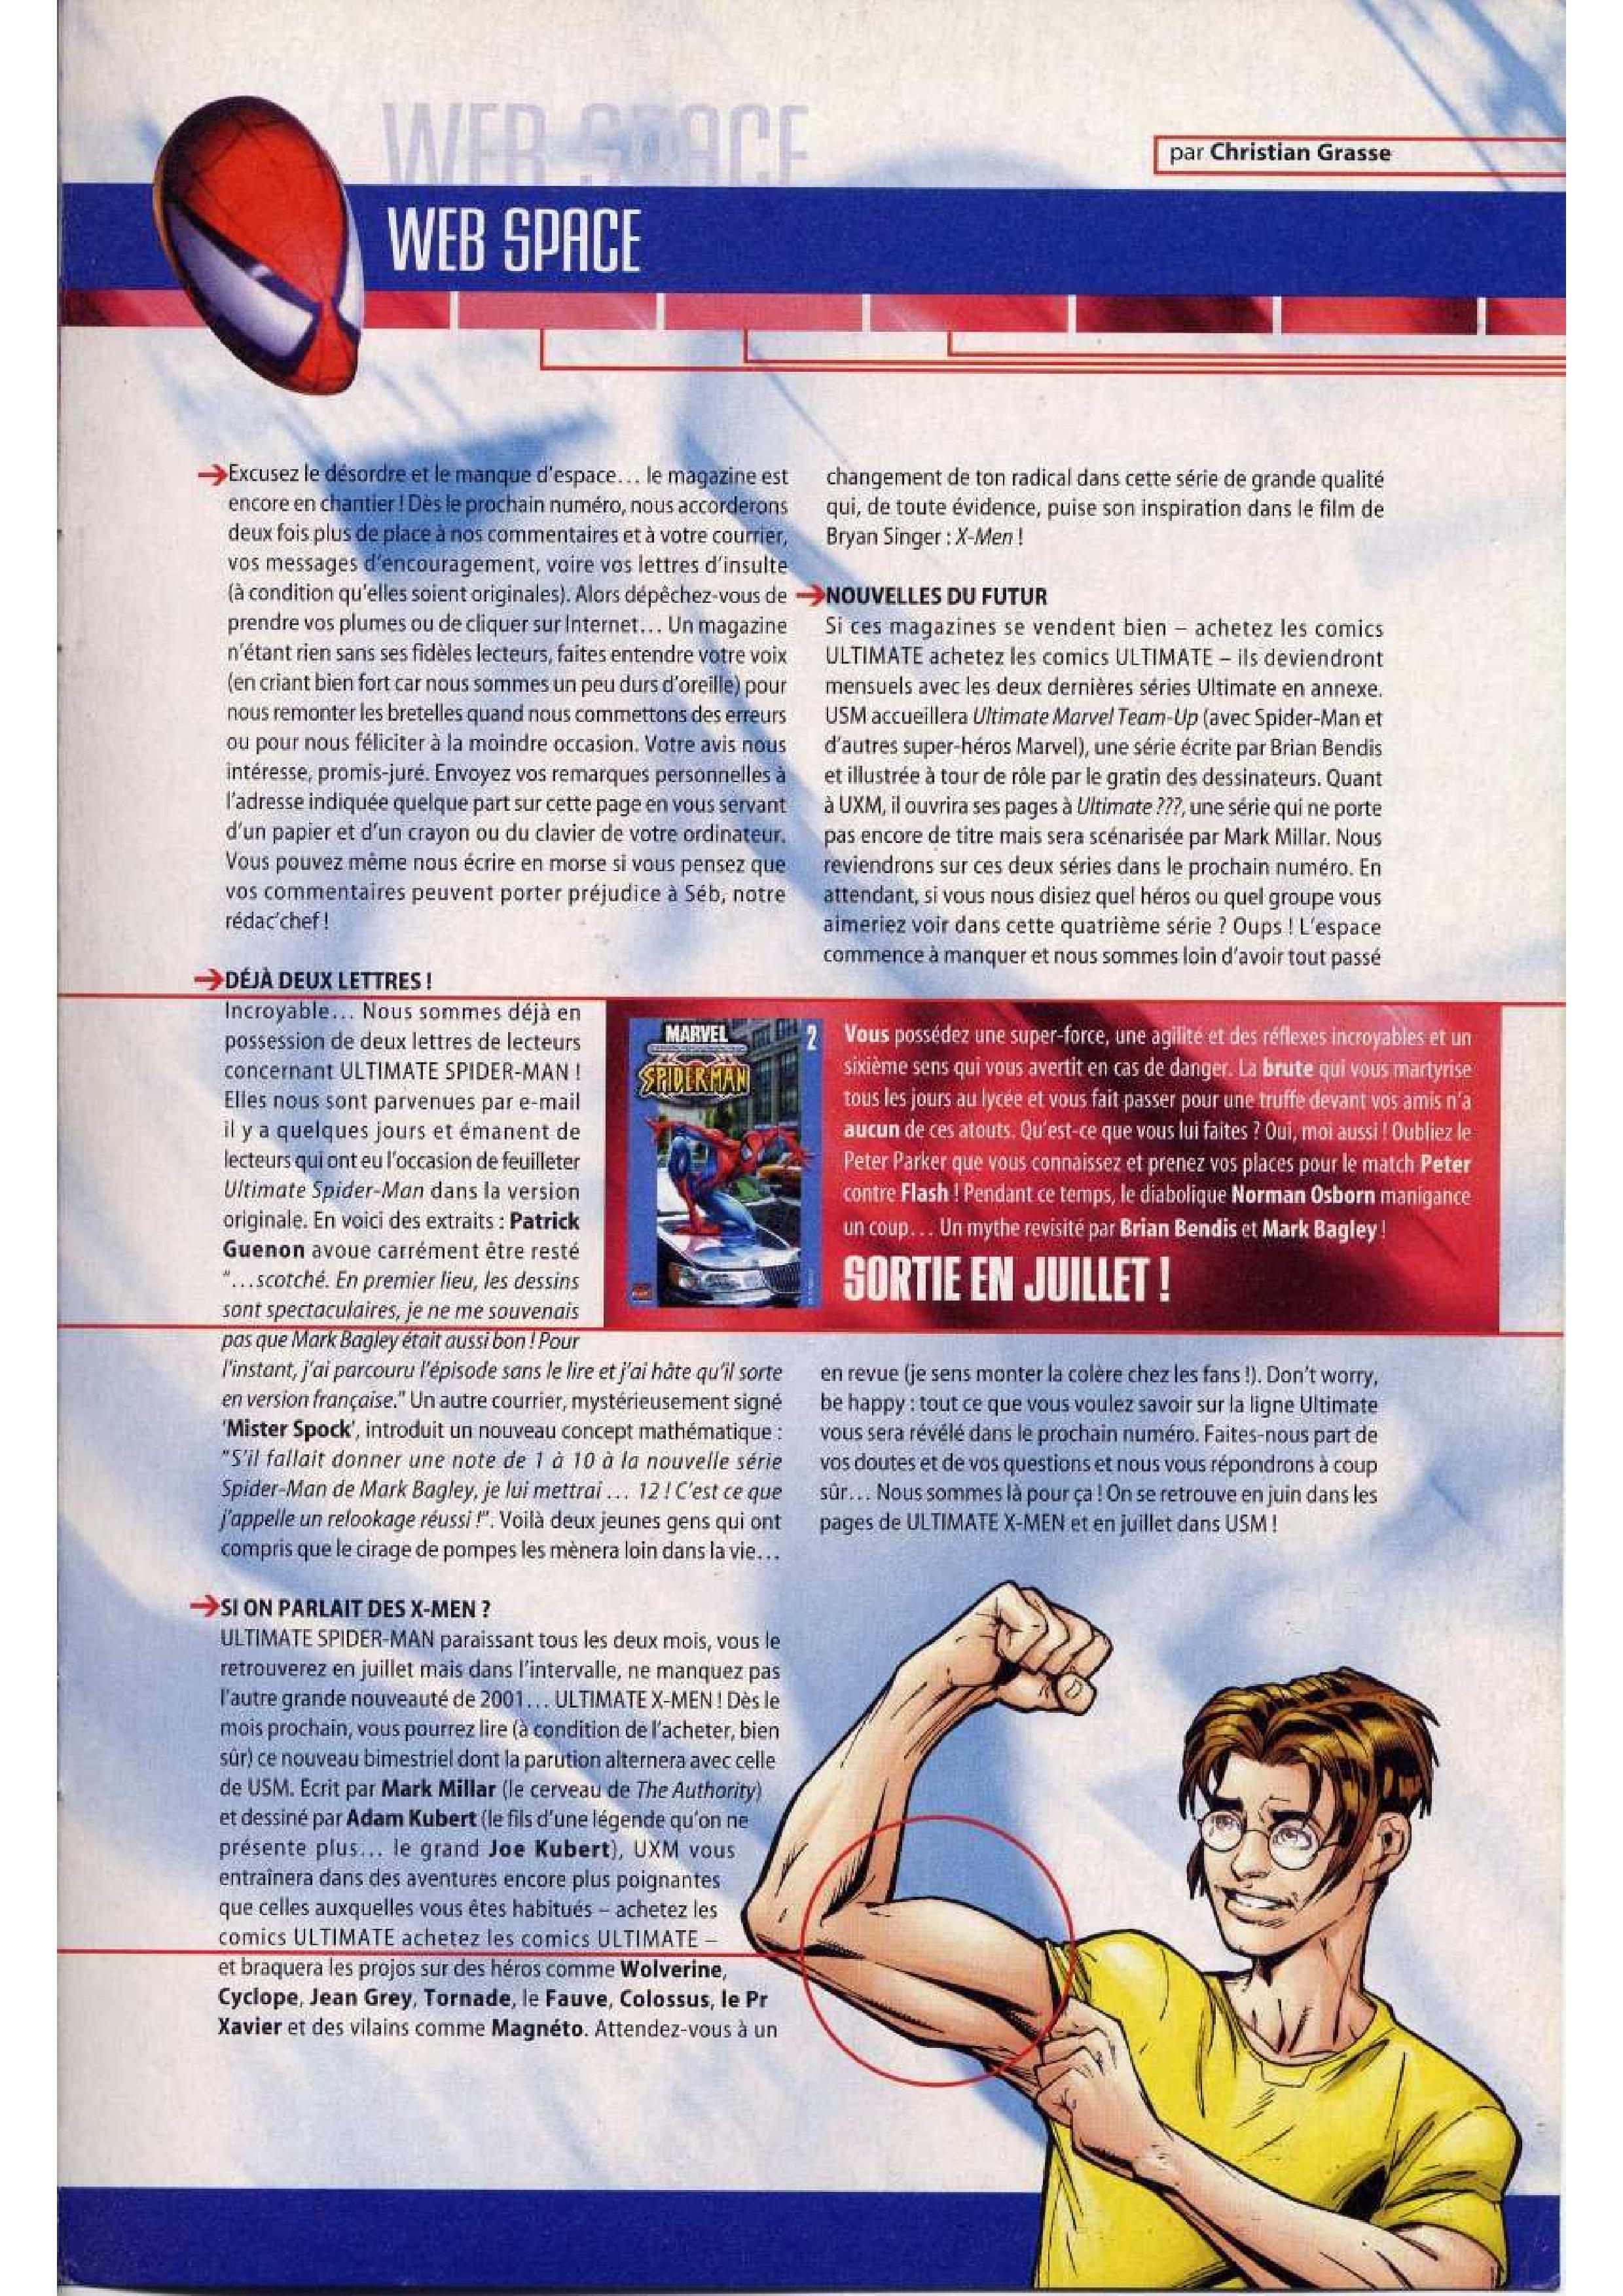 WEB SPACE
par Christian Grasse
WEB SPACE
Excusez le désordre et le manque d'espace... le magazine est
encore en chantier ! Dès le prochain numéro, nous accorderons
deux fois plus de place à nos commentaires et à votre courrier,
vos messages d'encouragement, voire vos lettres d'insulte
(à condition qu'elles soient originales). Alors dépêchez-vous de
prendre vos plumes ou de cliquer sur Internet... Un magazine
n'étant rien sans ses fidèles lecteurs, faites entendre votre voix
(en criant bien fort car nous sommes un peu durs d'oreille) pour
nous remonter les bretelles quand nous commettons des erreurs
ou pour nous féliciter à la moindre occasion. Votre avis nous
intéresse, promis-juré. Envoyez vos remarques personnelles à
l'adresse indiquée quelque part sur cette page en vous servant
d'un papier et d'un crayon ou du clavier de votre ordinateur.
Vous pouvez même nous écrire en morse si vous pensez que
vos commentaires peuvent porter préjudice à Séb, notre
rédac'chef !
DÉJÀ DEUX LETTRES !
Incroyable... Nous sommes déjà en
possession de deux lettres de lecteurs
concernant ULTIMATE SPIDER-MAN !
Elles nous sont parvenues par e-mail
il y a quelques jours et émanent de
lecteurs qui ont eu l'occasion de feuilleter
Ultimate Spider-Man dans la version
originale. En voici des extraits : Patrick
Guenon avoue carrément être resté
"...scotché. En premier lieu, les dessins
sont spectaculaires, je ne me souvenais
pas que Mark Bagley était aussi bon ! Pour
l'instant, j'ai parcouru l'épisode sans le lire et j'ai hâte qu'il sorte
en version française." Un autre courrier, mystérieusement signé
'Mister Spock', introduit un nouveau concept mathématique :
"S'il fallait donner une note de 1 à 10 à la nouvelle série
Spider-Man de Mark Bagley, je lui mettrai ... 12 ! C'est ce que
j'appelle un relookage réussi !". Voilà deux jeunes gens qui ont
compris que le cirage de pompes les mènera loin dans la vie...
SI ON PARLAIT DES X-MEN ?
ULTIMATE SPIDER-MAN paraissant tous les deux mois, vous le
retrouverez en juillet mais dans l'intervalle, ne manquez pas
l'autre grande nouveauté de 2001... ULTIMATE X-MEN ! Dès le
mois prochain, vous pourrez lire (à condition de l'acheter, bien
sûr) ce nouveau bimestriel dont la parution alternera avec celle
de USM. Ecrit par Mark Millar (le cerveau de The Authority)
et dessiné par Adam Kubert (le fils d'une légende qu'on ne
présente plus... le grand Joe Kubert), UXM vous
entraînera dans des aventures encore plus poignantes
que celles auxquelles vous êtes habitués – achetez les
comics ULTIMATE achetez les comics ULTIMATE –
et braquera les projos sur des héros comme Wolverine,
Cyclope, Jean Grey, Tornade, le Fauve, Colossus, le Pr
Xavier et des vilains comme Magnéto. Attendez-vous à un
changement de ton radical dans cette série de grande qualité
qui, de toute évidence, puise son inspiration dans le film de
Bryan Singer : X-Men !
NOUVELLES DU FUTUR
Si ces magazines se vendent bien – achetez les comics
ULTIMATE achetez les comics ULTIMATE – ils deviendront
mensuels avec les deux dernières séries Ultimate en annexe.
USM accueillera Ultimate Marvel Team-Up (avec Spider-Man et
d'autres super-héros Marvel), une série écrite par Brian Bendis
et illustrée à tour de rôle par le gratin des dessinateurs. Quant
à UXM, il ouvrira ses pages à Ultimate ???, une série qui ne porte
pas encore de titre mais sera scénarisée par Mark Millar. Nous
reviendrons sur ces deux séries dans le prochain numéro. En
attendant, si vous nous disiez quel héros ou quel groupe vous
aimeriez voir dans cette quatrième série ? Oups ! L'espace
commence à manquer et nous sommes loin d'avoir tout passé
MARVEL
2
SPIDERMAN
Vous possédez une super-force, une agilité et des réflexes incroyables et un
sixième sens qui vous avertit en cas de danger. La brute qui vous martyrise
tous les jours au lycée et vous fait passer pour une truffe devant vos amis n'a
aucun de ces atouts. Qu'est-ce que vous lui faites ? Oui, moi aussi ! Oubliez le
Peter Parker que vous connaissez et prenez vos places pour le match Peter
contre Flash ! Pendant ce temps, le diabolique Norman Osborn manigance
un coup... Un mythe revisité par Brian Bendis et Mark Bagley !
SORTIE EN JUILLET !
en revue (je sens monter la colère chez les fans !). Don't worry,
be happy : tout ce que vous voulez savoir sur la ligne Ultimate
vous sera révélé dans le prochain numéro. Faites-nous part de
vos doutes et de vos questions et nous vous répondrons à coup
sûr... Nous sommes là pour ça ! On se retrouve en juin dans les
pages de ULTIMATE X-MEN et en juillet dans USM !